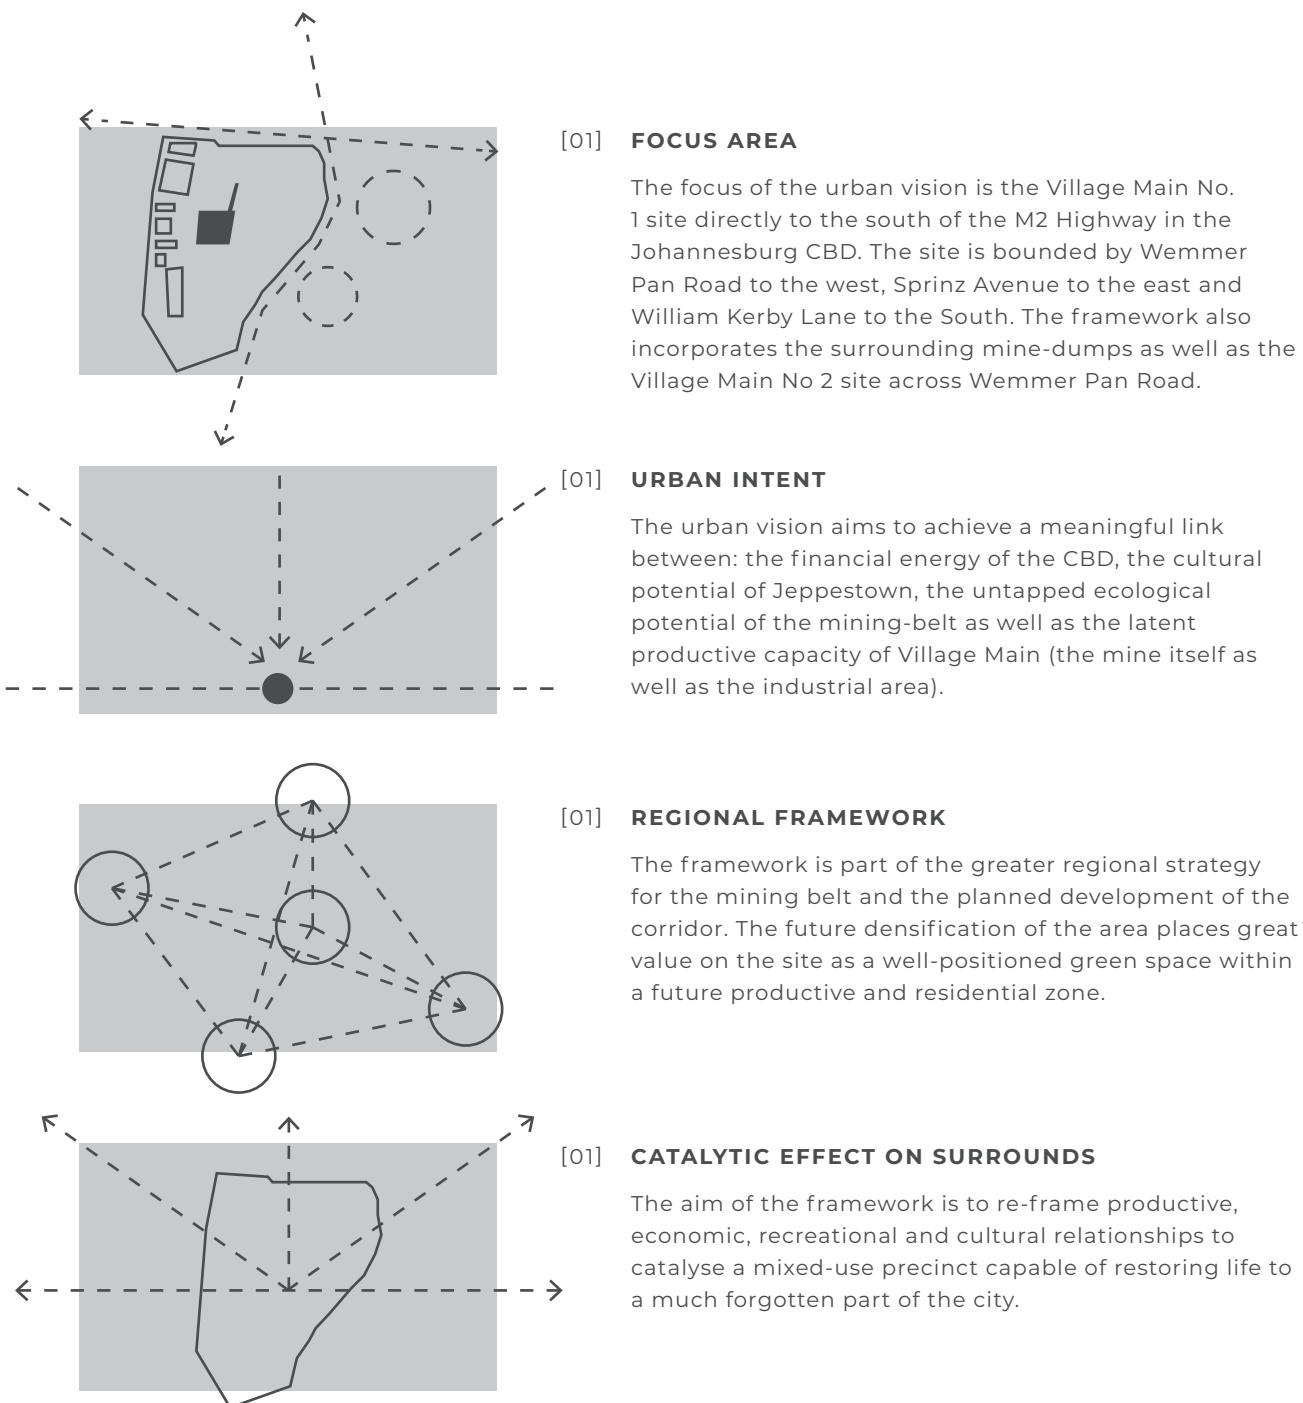 [01] FOCUS AREA
The focus of the urban vision is the Village Main No.
1 site directly to the south of the M2 Highway in the
Johannesburg CBD. The site is bounded by Wemmer
Pan Road to the west, Sprinz Avenue to the east and
William Kerby Lane to the South. The framework also
incorporates the surrounding mine-dumps as well as the
Village Main No 2 site across Wemmer Pan Road.
[01] URBAN INTENT
The urban vision aims to achieve a meaningful link
between: the financial energy of the CBD, the cultural
potential of Jeppestown, the untapped ecological
potential of the mining-belt as well as the latent
productive capacity of Village Main (the mine itself as
well as the industrial area).
[01] REGIONAL FRAMEWORK
The framework is part of the greater regional strategy
for the mining belt and the planned development of the
corridor. The future densification of the area places great
value on the site as a well-positioned green space within
a future productive and residential zone.
[01] CATALYTIC EFFECT ON SURROUNDS
The aim of the framework is to re-frame productive,
economic, recreational and cultural relationships to
catalyse a mixed-use precinct capable of restoring life to
a much forgotten part of the city.